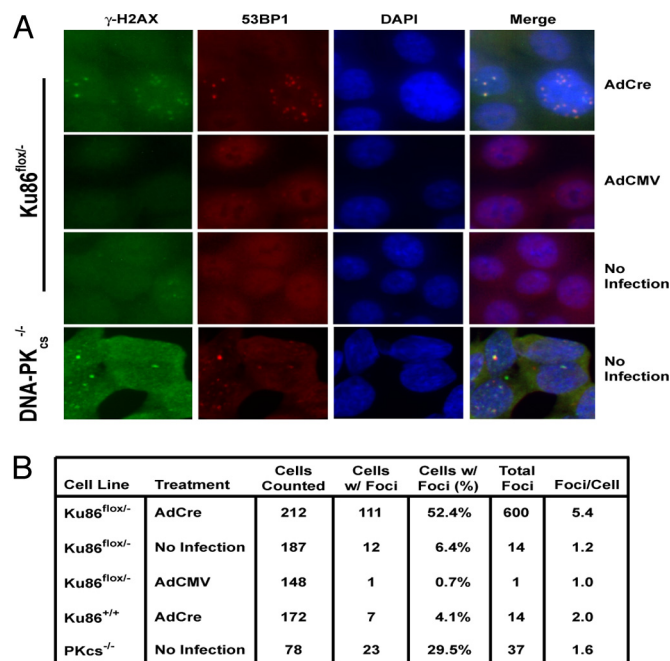 A
γ-H2AX 53BP1 DAPI Merge
Ku86flox/-
AdCre
AdCMV
No
Infection
DNA-PKcs-/-
No
Infection
B
Cell Line Treatment Cells Counted Cells w/ Foci Cells w/ Foci (%) Total Foci Foci/Cell
Ku86flox/- AdCre 212 111 52.4% 600 5.4
Ku86flox/- No Infection 187 12 6.4% 14 1.2
Ku86flox/- AdCMV 148 1 0.7% 1 1.0
Ku86+/+ AdCre 172 7 4.1% 14 2.0
PKcs-/- No Infection 78 23 29.5% 37 1.6